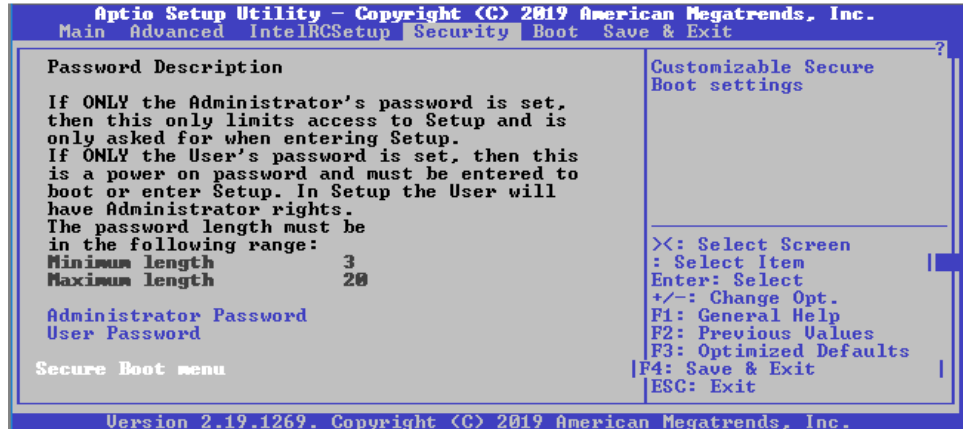 Aptio Setup Utility – Copyright (C) 2019 American Megatrends, Inc.
Main Advanced IntelRCSetup Security Boot Save & Exit
?
Password Description
If ONLY the Administrator's password is set,
then this only limits access to Setup and is
only asked for when entering Setup.
If ONLY the User's password is set, then this
is a power on password and must be entered to
boot or enter Setup. In Setup the User will
have Administrator rights.
The password length must be
in the following range:
Minimum length 3
Maximum length 20
Administrator Password
User Password
Secure Boot menu
Customizable Secure
Boot settings
><: Select Screen
: Select Item
Enter: Select
+/-: Change Opt.
F1: General Help
F2: Previous Values
F3: Optimized Defaults
F4: Save & Exit
ESC: Exit
Version 2.19.1269. Copyright (C) 2019 American Megatrends, Inc.